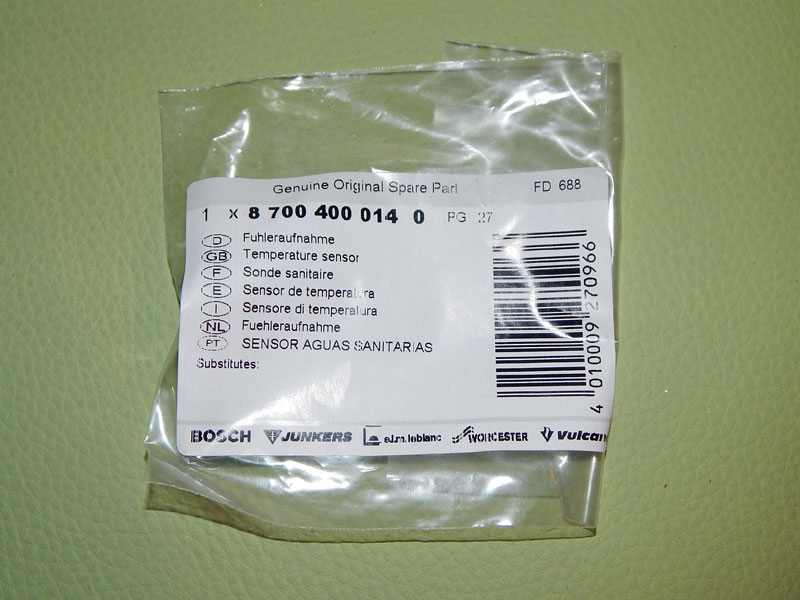 Genuine Original Spare Part FD 688
1 x 8 700 400 014 0 PG 27
D Fuhleraufnahme
GB Temperature sensor
F Sonde sanitaire
E Sensor de temperatura
I Sensore di temperatura
NL Fuehleraufnahme
PT SENSOR AGUAS SANITARIAS
Substitutes:
4 010009 270966
BOSCH JUNKERS e.l.m. leblanc WORCESTER Vulcan